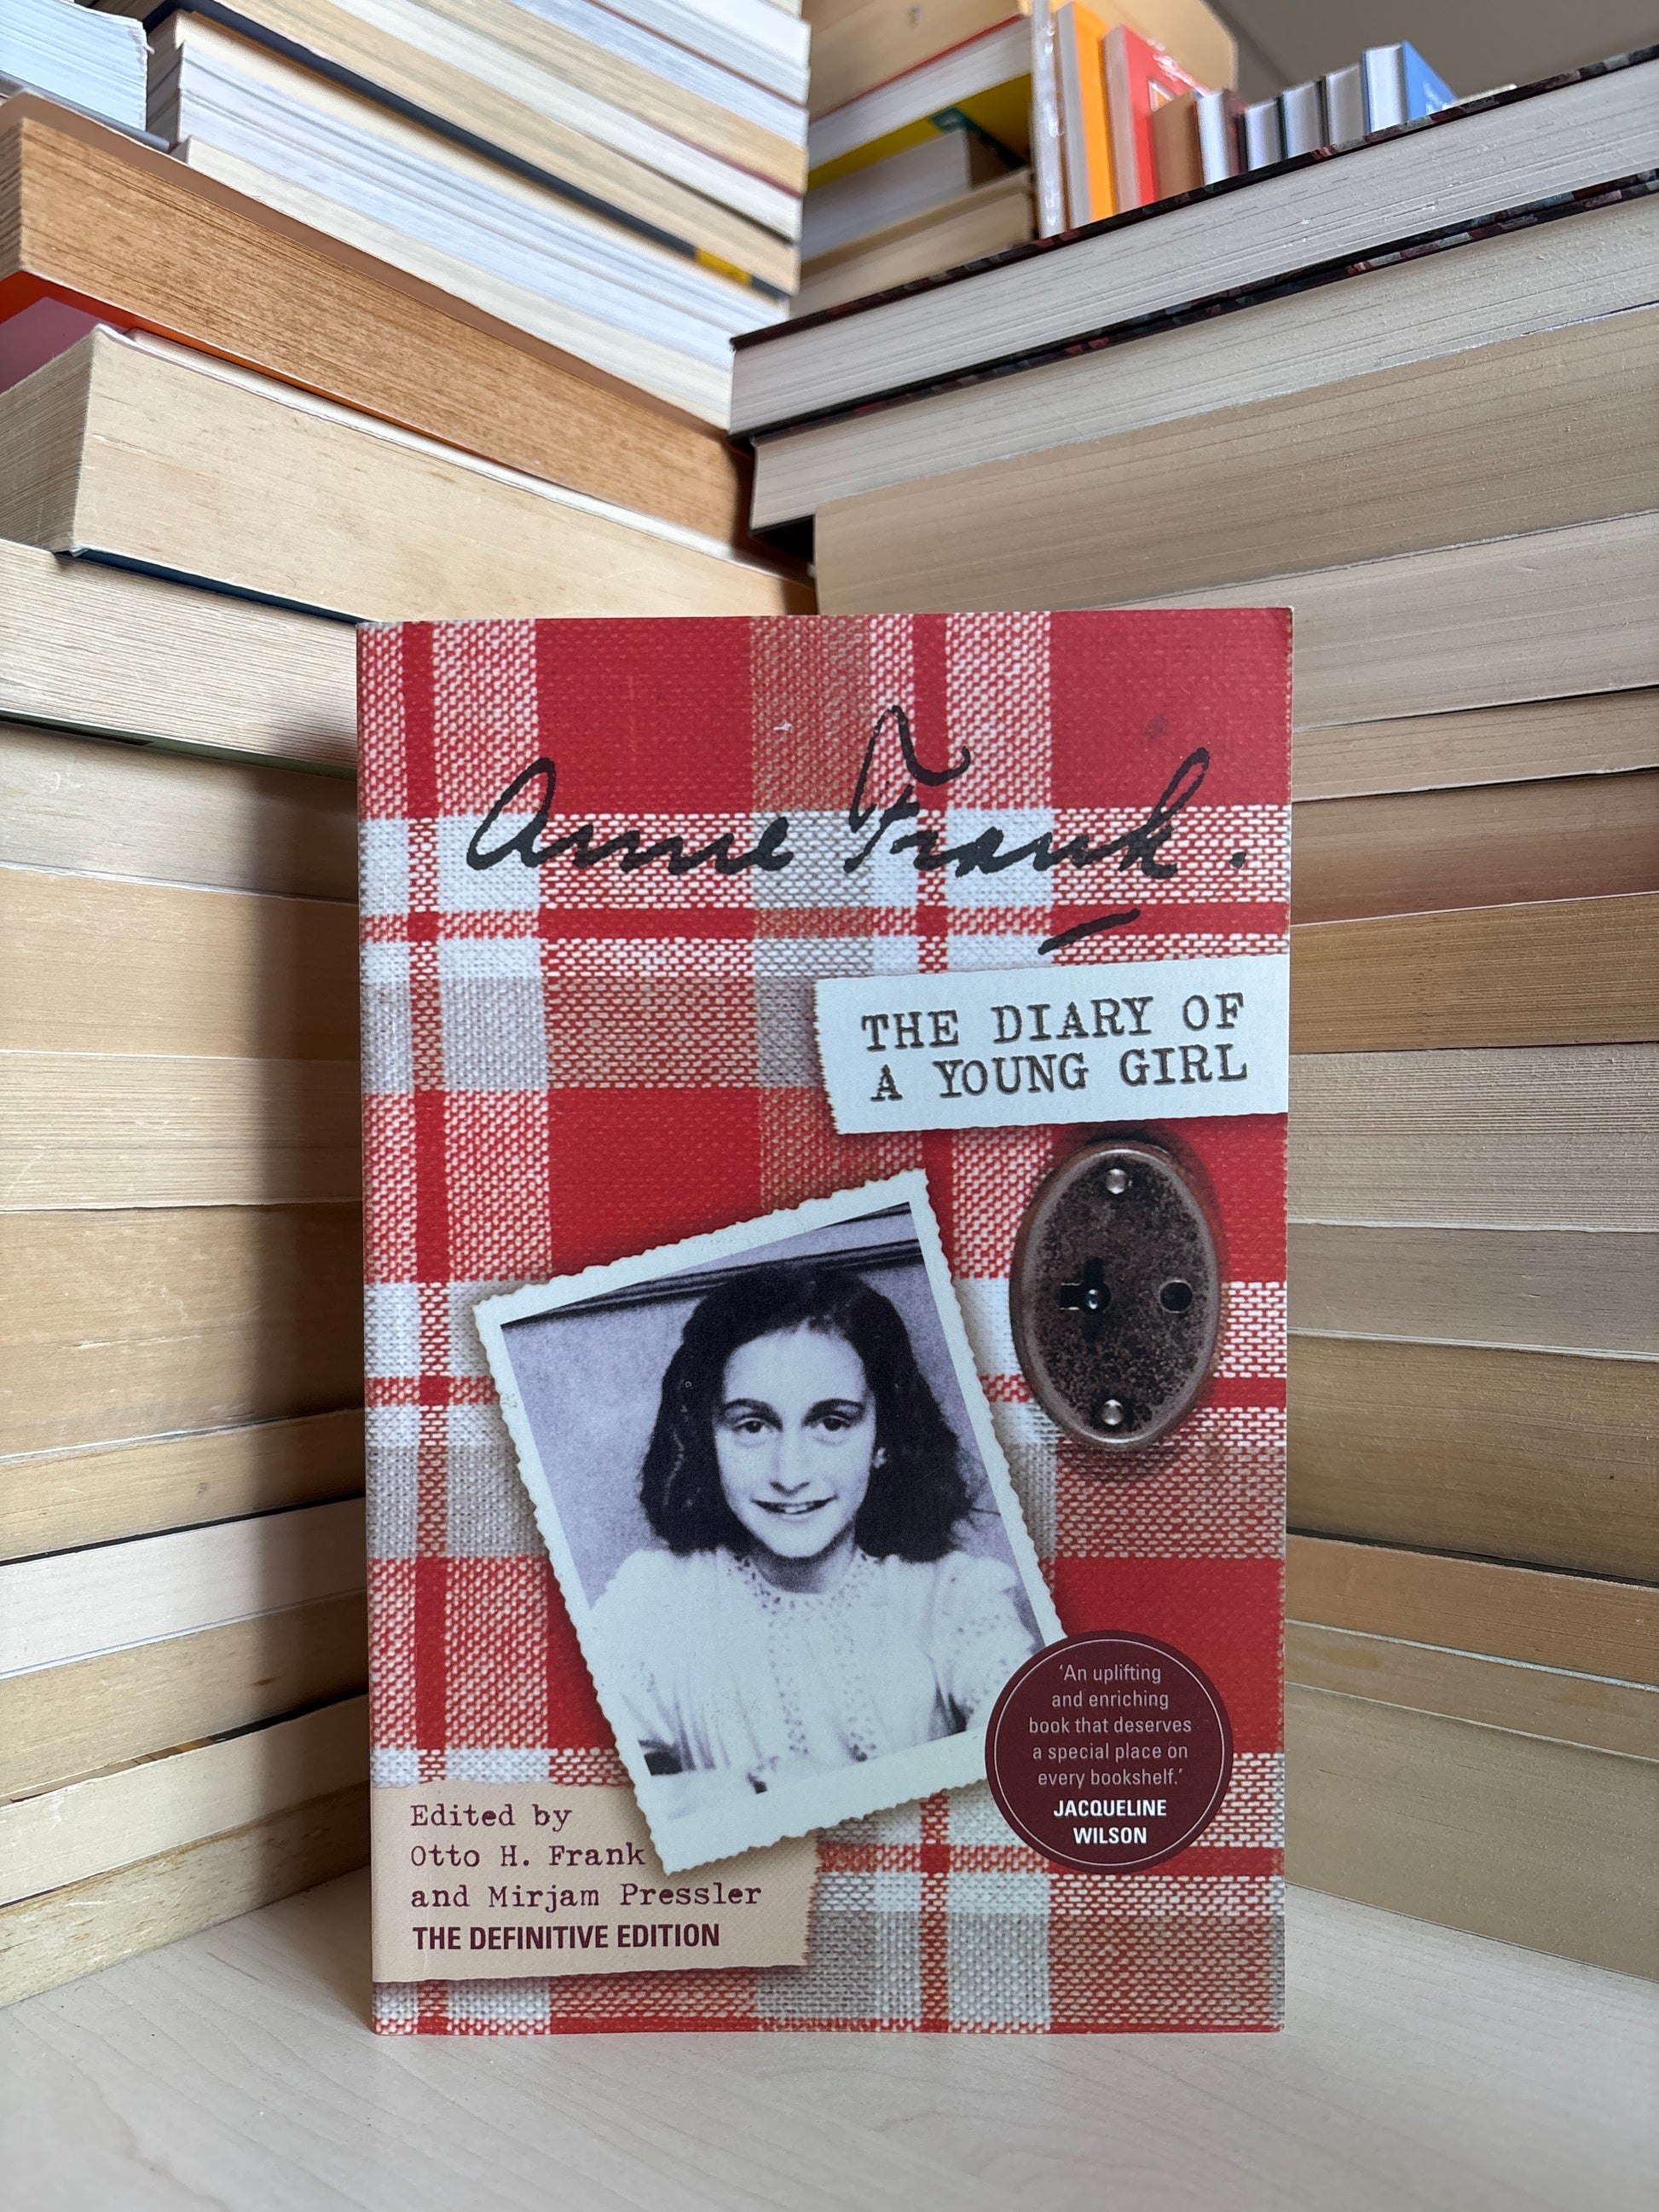 Anne Frank.
THE DIARY OF
A YOUNG GIRL
'An uplifting
and enriching
book that deserves
a special place on
every bookshelf.'
JACQUELINE
WILSON
Edited by
Otto H. Frank
and Mirjam Pressler
THE DEFINITIVE EDITION